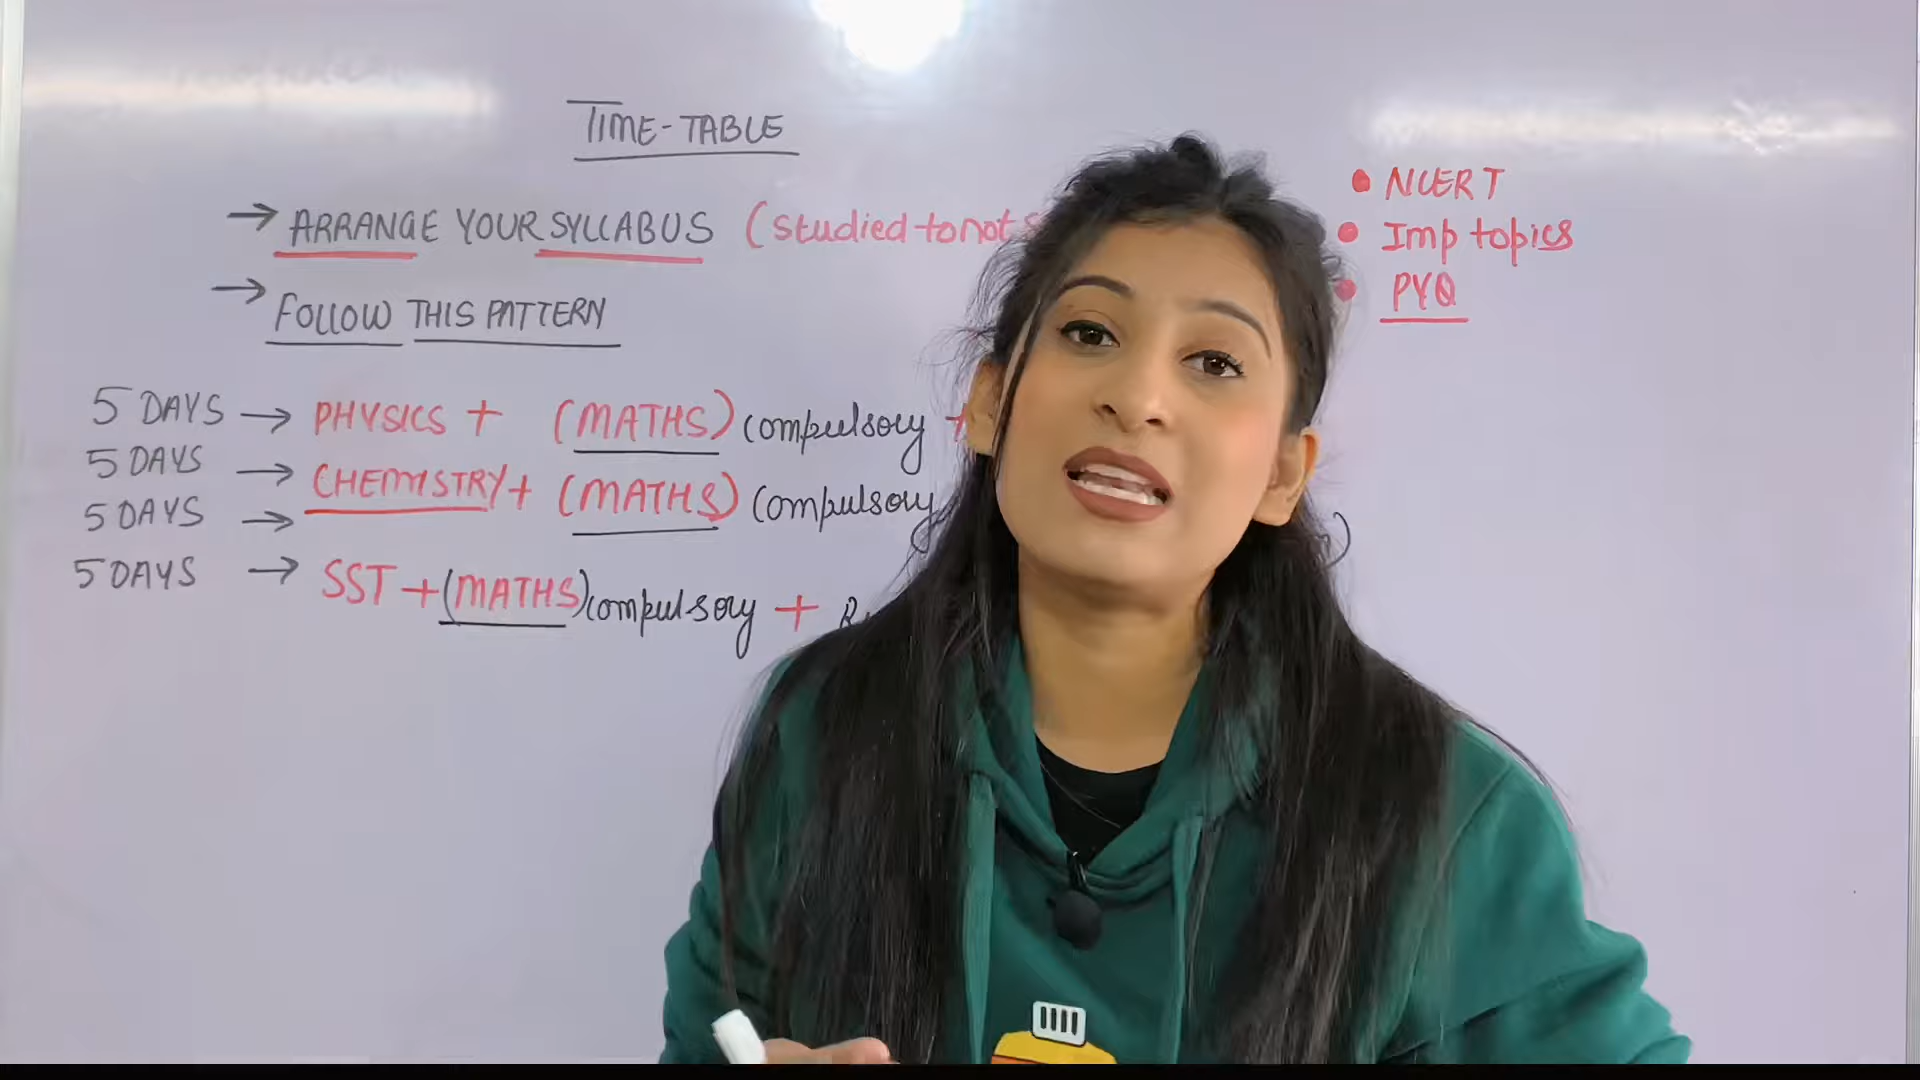 TIME-TABLE
→ ARRANGE YOUR SYLLABUS (studied to not
→ FOLLOW THIS PATTERN
5 DAYS → PHYSICS + (MATHS) compulsory +
5 DAYS → CHEMISTRY + (MATHS) compulsory
5 DAYS →
5 DAYS → SST + (MATHS) compulsory +
• NCERT
• Imp topics
• PYQ